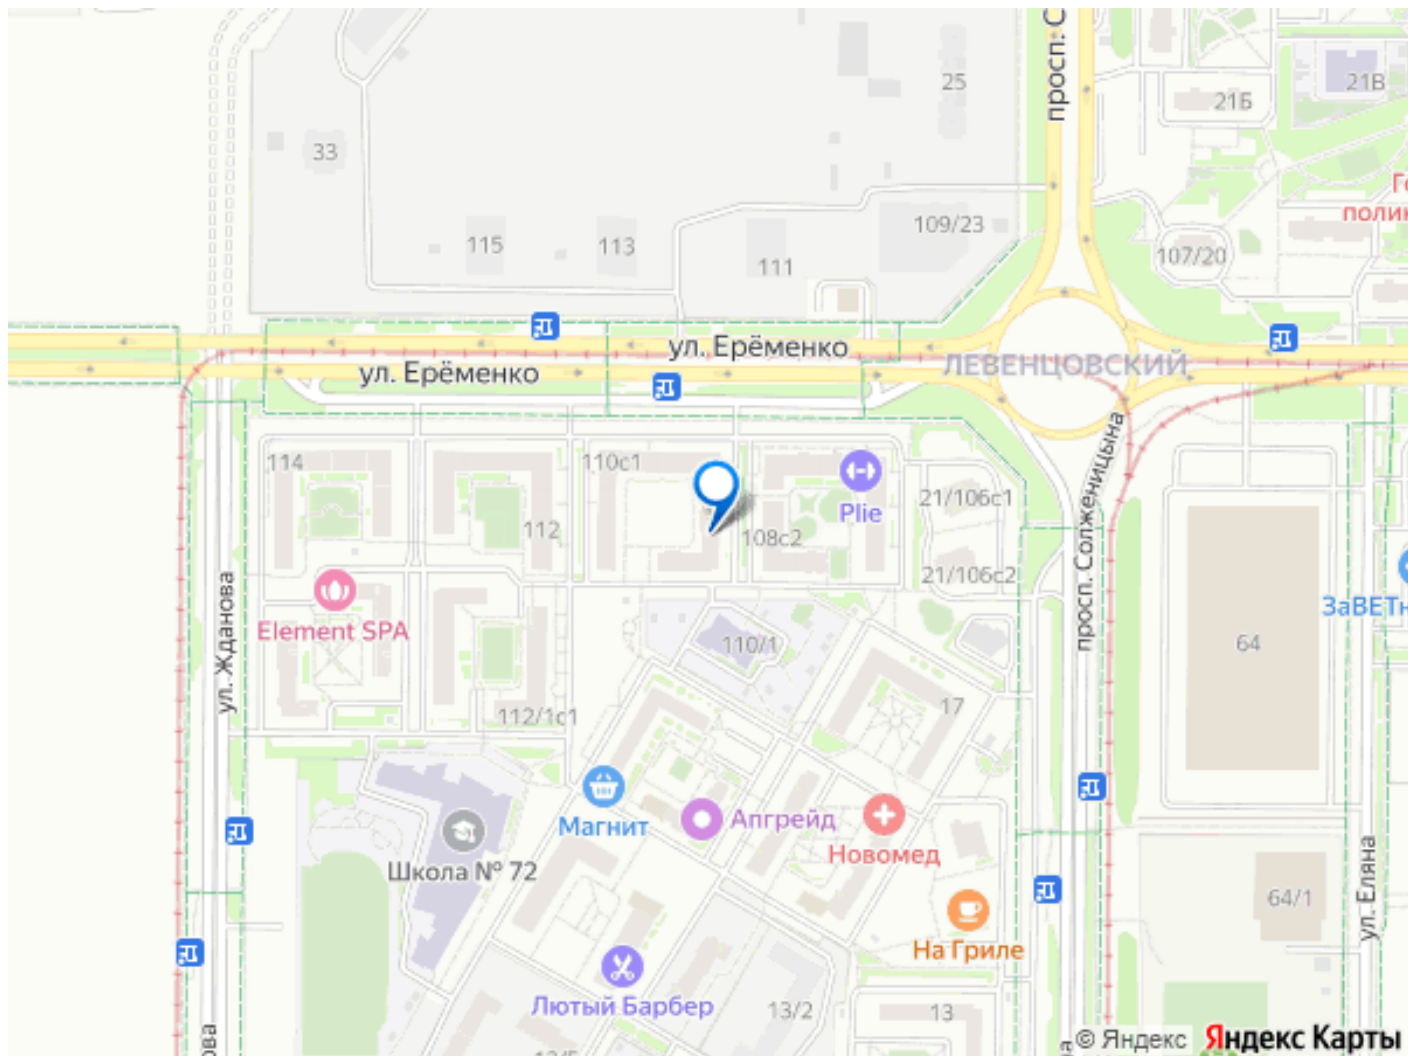 просп. С
25
21В
21Б
33
Го
полик
109/23
115
113
111
107/20
ул. Ерёменко
ул. Ерёменко
ЛЕВЕНЦОВСКИЙ
114
110с1
Plie
21/106с1
112
108с2
просп. Солженицына
21/106с2
ул. Жданова
Element SPA
ЗаВЕТн
110/1
64
17
112/1с1
Магнит
Апгрейд
Новомед
Школа № 72
64/1
ул. Еляна
На Гриле
Лютый Барбер
13/2
13
© Яндекс Яндекс Карты